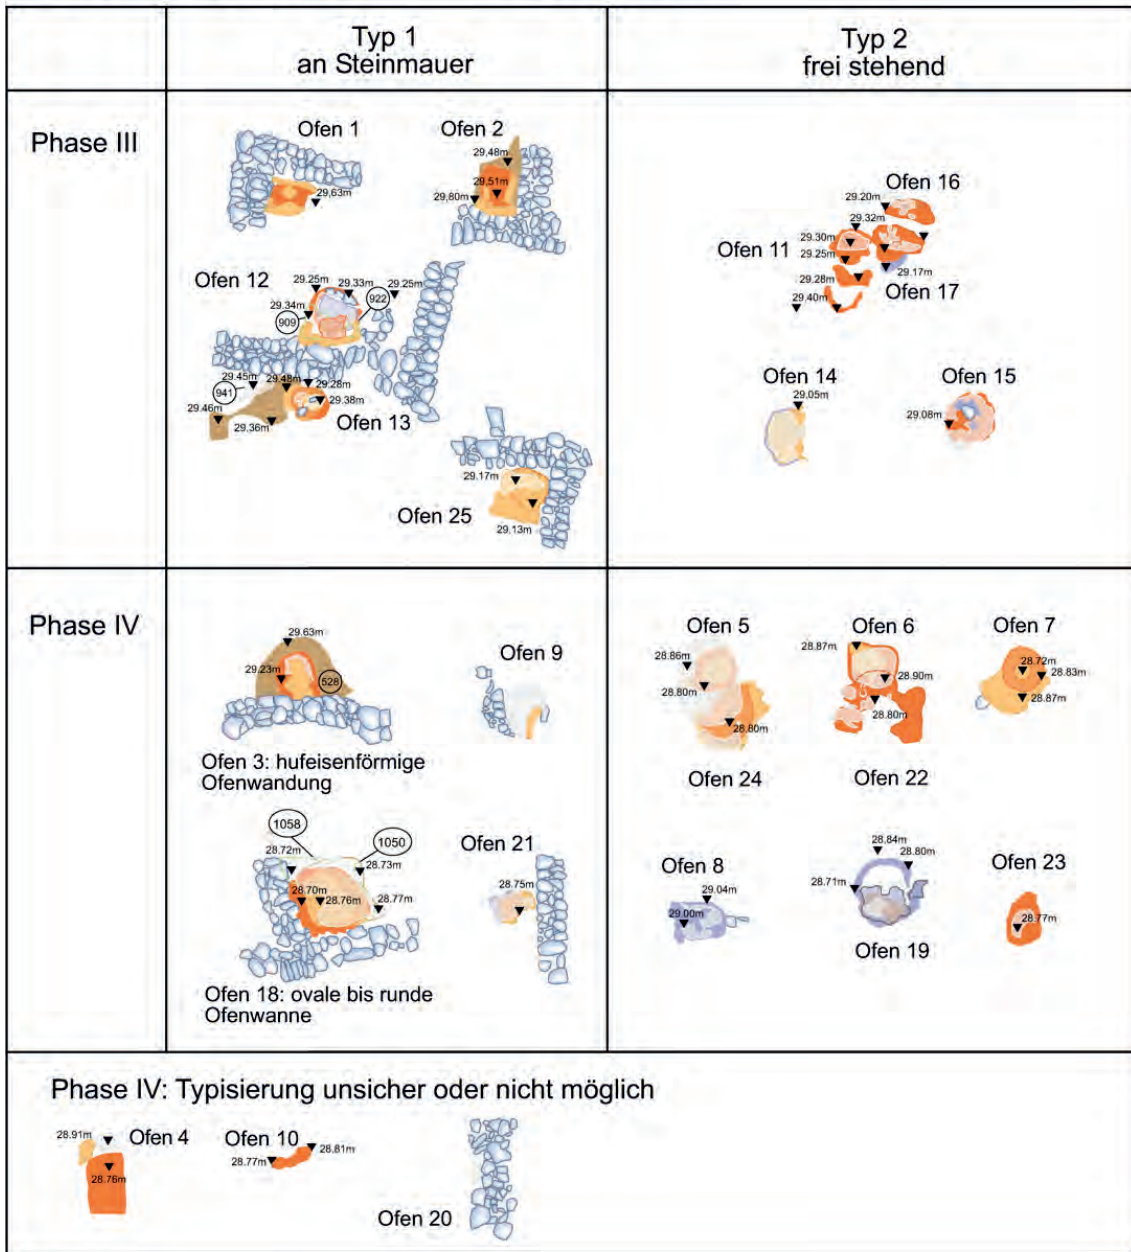 Typ 1
an Steinmauer
Typ 2
frei stehend
Phase III
Ofen 1
29,63m
Ofen 2
29.48m
29.51m
29,80m
Ofen 12
29.25m
29.33m
29.25m
922
29.34m
909
29.45m
29.48m
29.28m
941
29.38m
29.46m
29.36m
Ofen 13
29.17m
Ofen 25
29.13m
Ofen 16
29.20m
29.32m
Ofen 11
29.30m
29.25m
29.17m
29.28m
Ofen 17
29.40m
Ofen 14
29.05m
Ofen 15
29.08m
Phase IV
29.63m
29.23m
528
Ofen 9
Ofen 3: hufeisenförmige
Ofenwandung
1058
1050
28.72m
28.73m
28.70m
28.76m
28.77m
Ofen 21
28.75m
Ofen 18: ovale bis runde
Ofenwanne
Ofen 5
28.86m
28.80m
28.80m
Ofen 24
Ofen 6
28.87m
28.90m
28.80m
Ofen 22
Ofen 7
28.72m
28.83m
28.87m
Ofen 8
29.04m
29.00m
28.84m
28.80m
28.71m
Ofen 19
Ofen 23
28.77m
Phase IV: Typisierung unsicher oder nicht möglich
28.91m
Ofen 4
28.76m
Ofen 10
28.81m
28.77m
Ofen 20